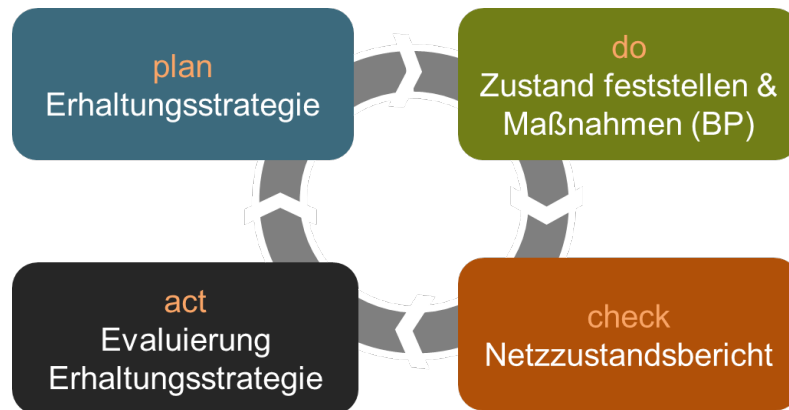 plan
Erhaltungsstrategie
do
Zustand feststellen &
Maßnahmen (BP)
act
Evaluierung
Erhaltungsstrategie
check
Netzzustandsbericht